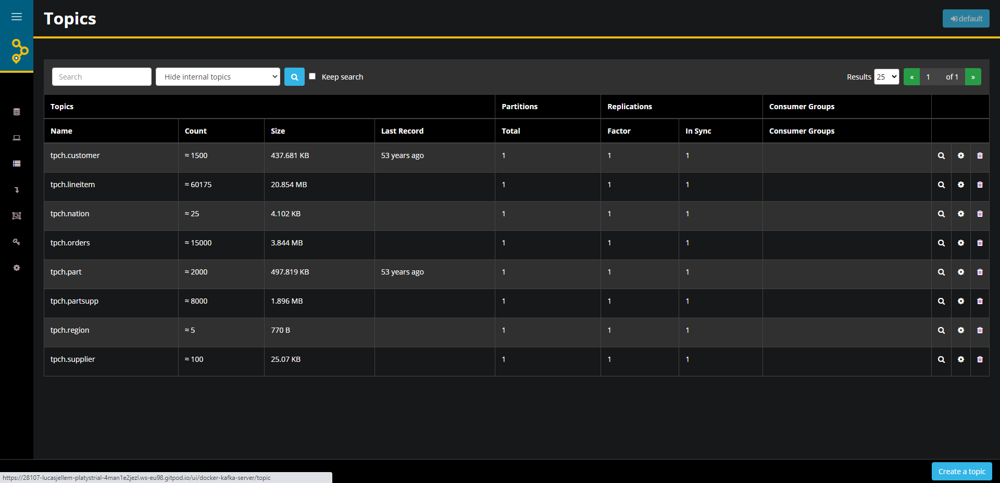 Topics
default
Search
Hide internal topics
Keep search
Results 25 « 1 of 1 »
Topics Partitions Replications Consumer Groups
Name Count Size Last Record Total Factor In Sync Consumer Groups
tpch.customer ≈ 1500 437.681 KB 53 years ago 1 1 1
tpch.lineitem ≈ 60175 20.854 MB 1 1 1
tpch.nation ≈ 25 4.102 KB 1 1 1
tpch.orders ≈ 15000 3.844 MB 1 1 1
tpch.part ≈ 2000 497.819 KB 53 years ago 1 1 1
tpch.partsupp ≈ 8000 1.896 MB 1 1 1
tpch.region ≈ 5 770 B 1 1 1
tpch.supplier ≈ 100 25.07 KB 1 1 1
Create a topic
https://28107-lucasjellem-platystrial-4man1e2jezl.ws-eu98.gitpod.io/ui/docker-kafka-server/topic